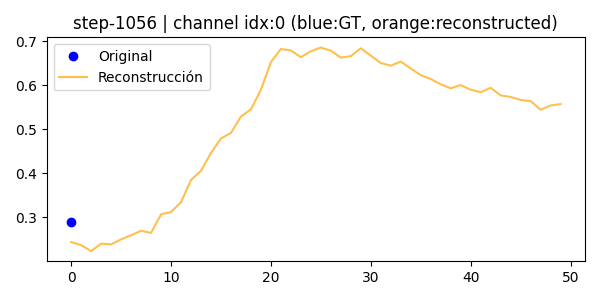 step-1056 | channel idx:0 (blue:GT, orange:reconstructed)
0.7
0.6
0.5
0.4
0.3
Original
Reconstrucción
0 10 20 30 40 50